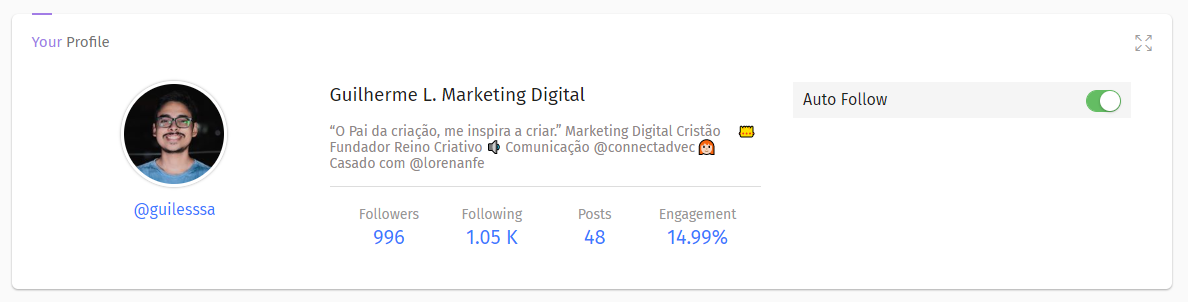 Your Profile
Guilherme L. Marketing Digital
Auto Follow
“O Pai da criação, me inspira a criar.” Marketing Digital Cristão
Fundador Reino Criativo Comunicação @connectadvec
Casado com @lorenanfe
@guilesssa
Followers Following Posts Engagement
996 1.05 K 48 14.99%